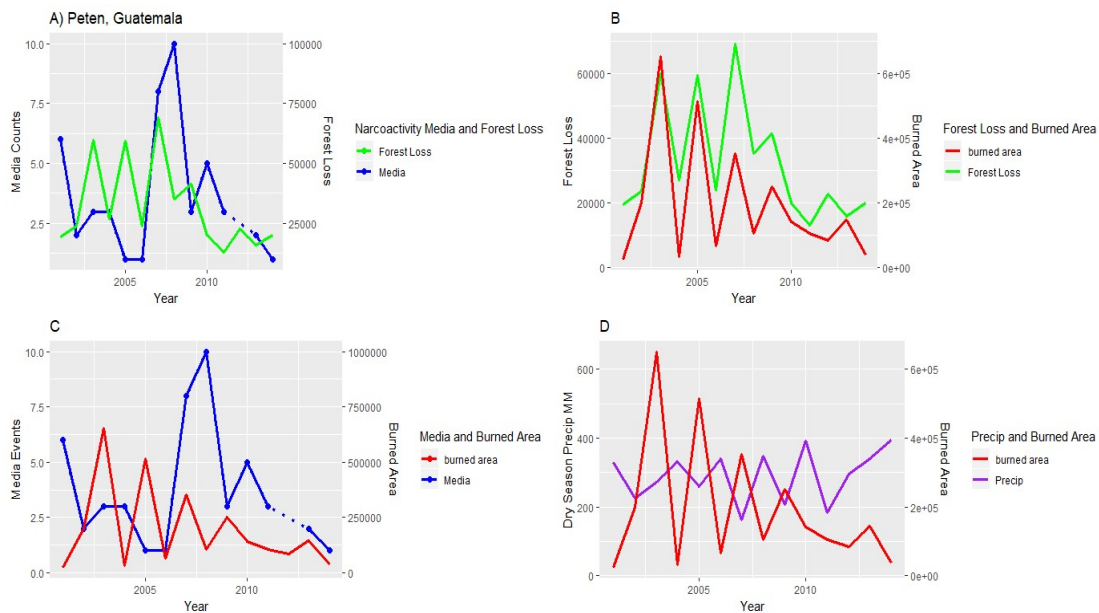 A) Peten, Guatemala
10.0
7.5
5.0
2.5
Media Counts
100000
75000
50000
25000
Forest Loss
2005 2010
Year
Narcoactivity Media and Forest Loss
Forest Loss
Media
B
60000
40000
20000
0
Forest Loss
6e+05
4e+05
2e+05
0e+00
Burned Area
2005 2010
Year
Forest Loss and Burned Area
burned area
Forest Loss
C
10.0
7.5
5.0
2.5
0.0
Media Events
1000000
750000
500000
250000
0
Burned Area
2005 2010
Year
Media and Burned Area
burned area
Media
D
600
400
200
0
Dry Season Precip MM
6e+05
4e+05
2e+05
0e+00
Burned Area
2005 2010
Year
Precip and Burned Area
burned area
Precip